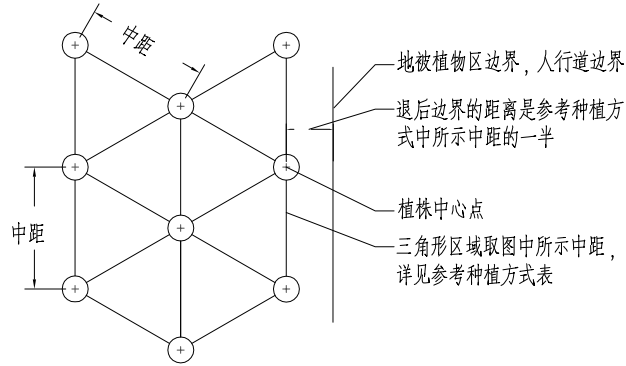 中距
地被植物区边界，人行道边界
退后边界的距离是参考种植方
式中所示中距的一半
植株中心点
中距
三角形区域取图中所示中距，
详见参考种植方式表